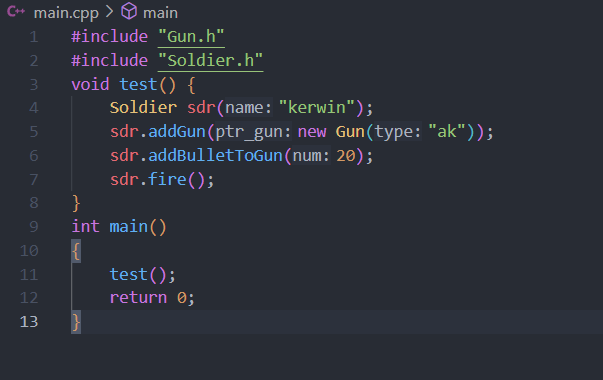 main.cpp > main
1 #include "Gun.h"
2 #include "Soldier.h"
3 void test() {
4 Soldier sdr(name: "kerwin");
5 sdr.addGun(ptr_gun: new Gun(type: "ak"));
6 sdr.addBulletToGun(num: 20);
7 sdr.fire();
8 }
9 int main()
10 {
11 test();
12 return 0;
13 }